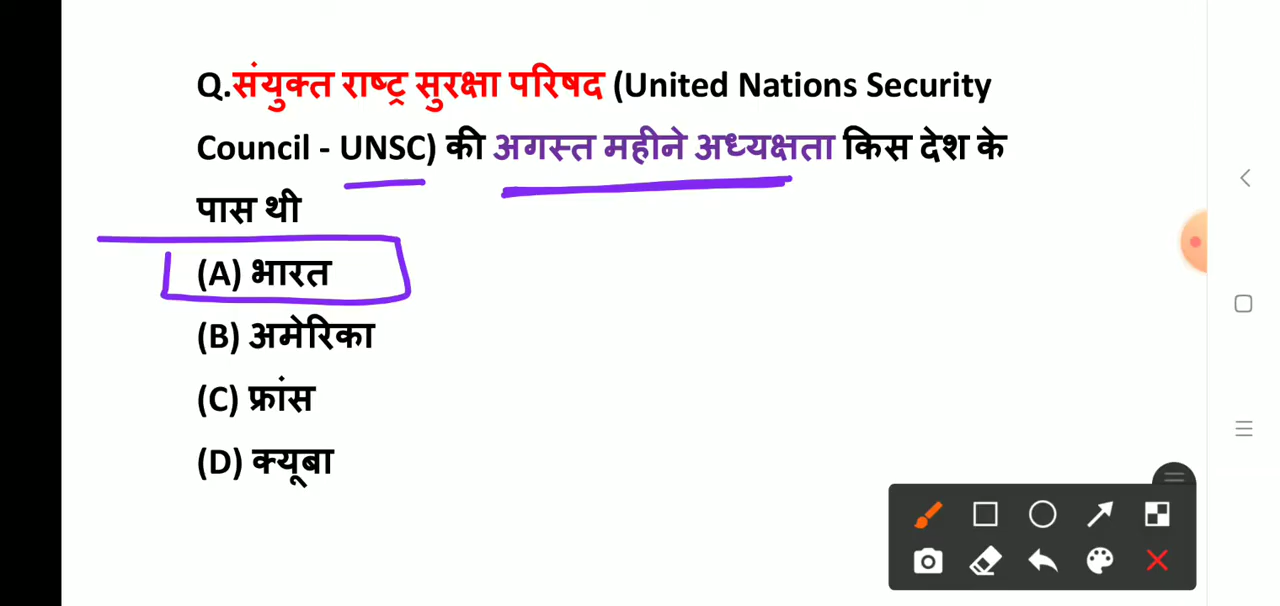 Q.संयुक्त राष्ट्र सुरक्षा परिषद (United Nations Security
Council - UNSC) की अगस्त महीने अध्यक्षता किस देश के
पास थी
(A) भारत
(B) अमेरिका
(C) फ्रांस
(D) क्यूबा